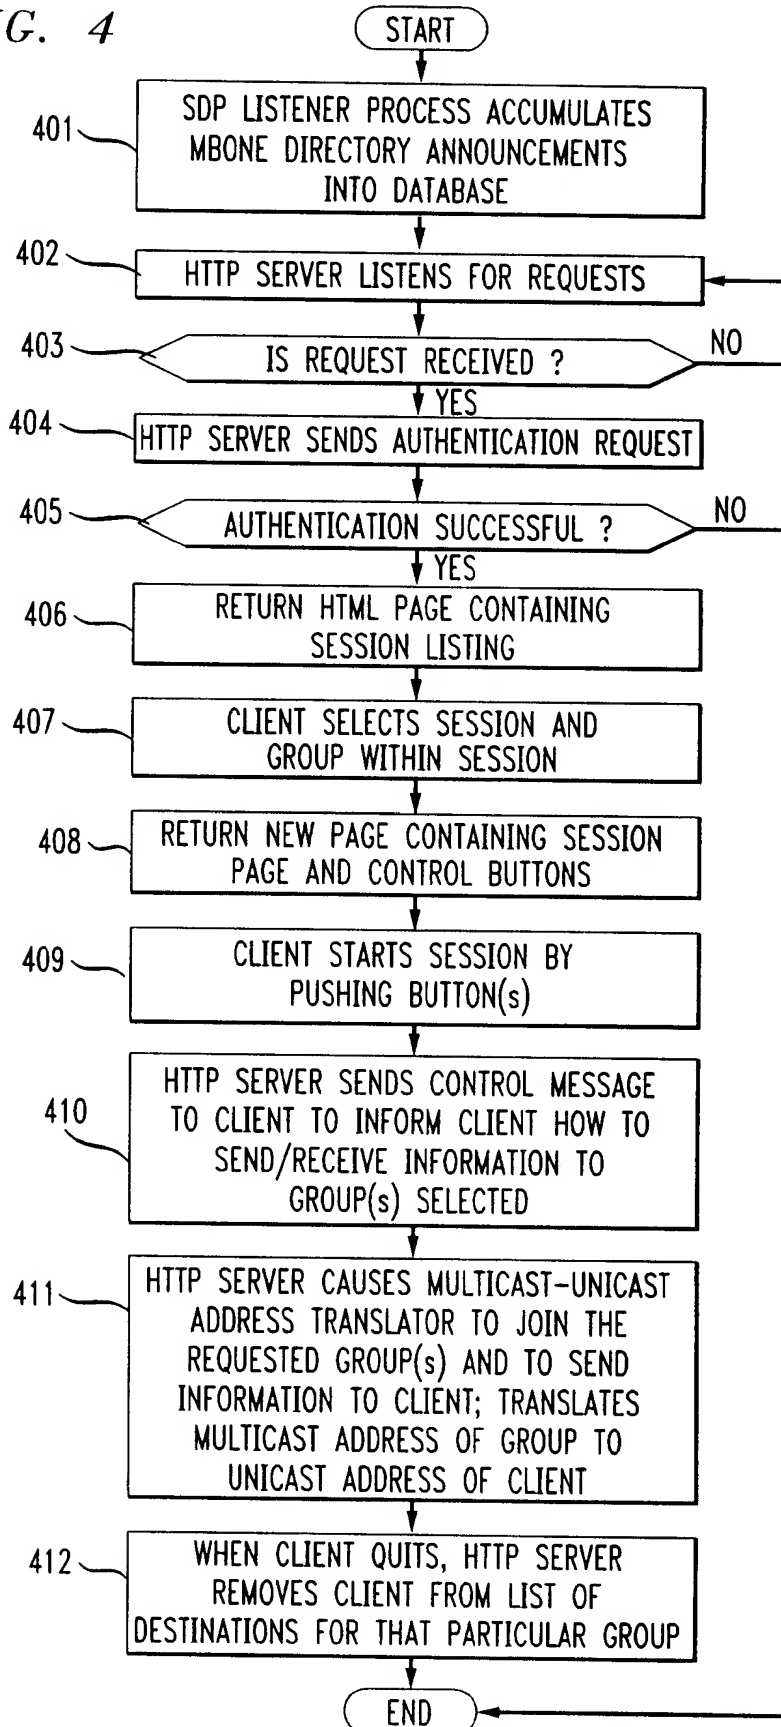 G. 4
START
401
SDP LISTENER PROCESS ACCUMULATES
MBONE DIRECTORY ANNOUNCEMENTS
INTO DATABASE
402
HTTP SERVER LISTENS FOR REQUESTS
403
IS REQUEST RECEIVED ?
NO
YES
404
HTTP SERVER SENDS AUTHENTICATION REQUEST
405
AUTHENTICATION SUCCESSFUL ?
NO
YES
406
RETURN HTML PAGE CONTAINING
SESSION LISTING
407
CLIENT SELECTS SESSION AND
GROUP WITHIN SESSION
408
RETURN NEW PAGE CONTAINING SESSION
PAGE AND CONTROL BUTTONS
409
CLIENT STARTS SESSION BY
PUSHING BUTTON(s)
410
HTTP SERVER SENDS CONTROL MESSAGE
TO CLIENT TO INFORM CLIENT HOW TO
SEND/RECEIVE INFORMATION TO
GROUP(s) SELECTED
411
HTTP SERVER CAUSES MULTICAST-UNICAST
ADDRESS TRANSLATOR TO JOIN THE
REQUESTED GROUP(s) AND TO SEND
INFORMATION TO CLIENT; TRANSLATES
MULTICAST ADDRESS OF GROUP TO
UNICAST ADDRESS OF CLIENT
412
WHEN CLIENT QUITS, HTTP SERVER
REMOVES CLIENT FROM LIST OF
DESTINATIONS FOR THAT PARTICULAR GROUP
END